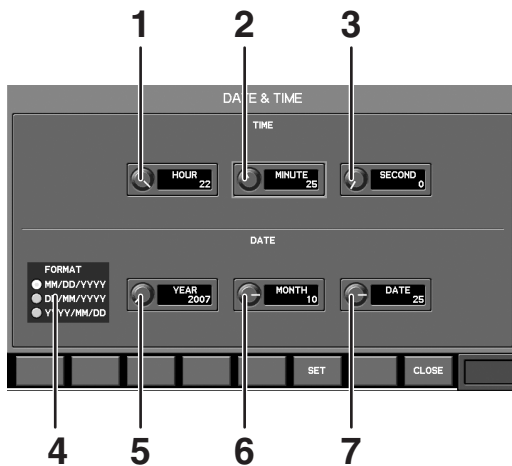 1 2 3
DATE & TIME
TIME
HOUR
22
MINUTE
25
SECOND
0
DATE
FORMAT
MM/DD/YYYY
DD/MM/YYYY
YYYY/MM/DD
YEAR
2007
MONTH
10
DATE
25
SET CLOSE
4 5 6 7